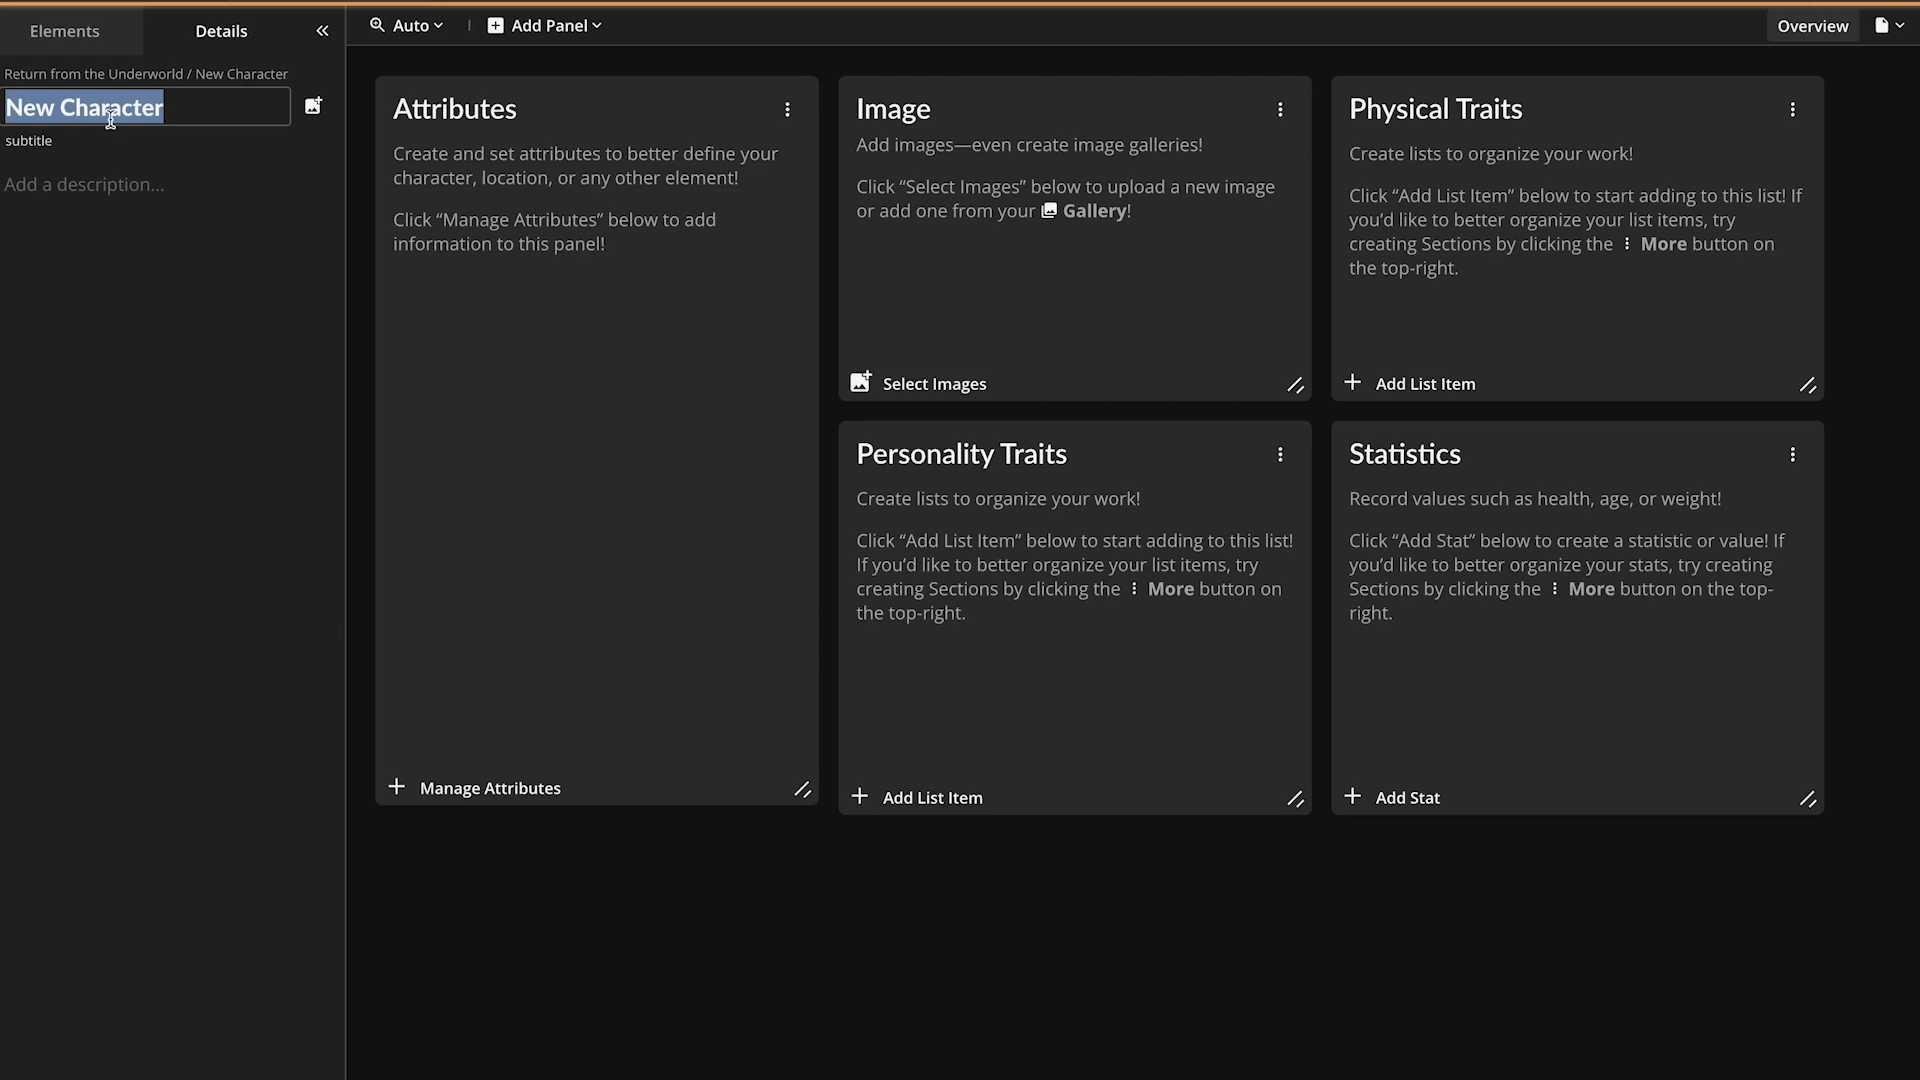 Elements
Details
Auto
Add Panel
Overview
Return from the Underworld / New Character
New Character
subtitle
Add a description...
Attributes
Create and set attributes to better define your
character, location, or any other element!
Click “Manage Attributes” below to add
information to this panel!
Manage Attributes
Image
Add images—even create image galleries!
Click “Select Images” below to upload a new image
or add one from your Gallery!
Select Images
Physical Traits
Create lists to organize your work!
Click “Add List Item” below to start adding to this list! If
you’d like to better organize your list items, try
creating Sections by clicking the More button on
the top-right.
Add List Item
Personality Traits
Create lists to organize your work!
Click “Add List Item” below to start adding to this list!
If you’d like to better organize your list items, try
creating Sections by clicking the More button on
the top-right.
Add List Item
Statistics
Record values such as health, age, or weight!
Click “Add Stat” below to create a statistic or value! If
you’d like to better organize your stats, try creating
Sections by clicking the More button on the top-
right.
Add Stat